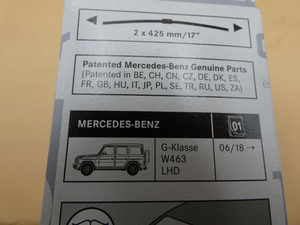 2 x 425 mm/17"
Patented Mercedes-Benz Genuine Parts
(Patented in BE, CH, CN, CZ, DE, DK, ES,
FR, GB, HU, IT, JP, PL, SE, TR, RU, US, ZA)
MERCEDES-BENZ 01
G-Klasse 06/18 →
W463
LHD